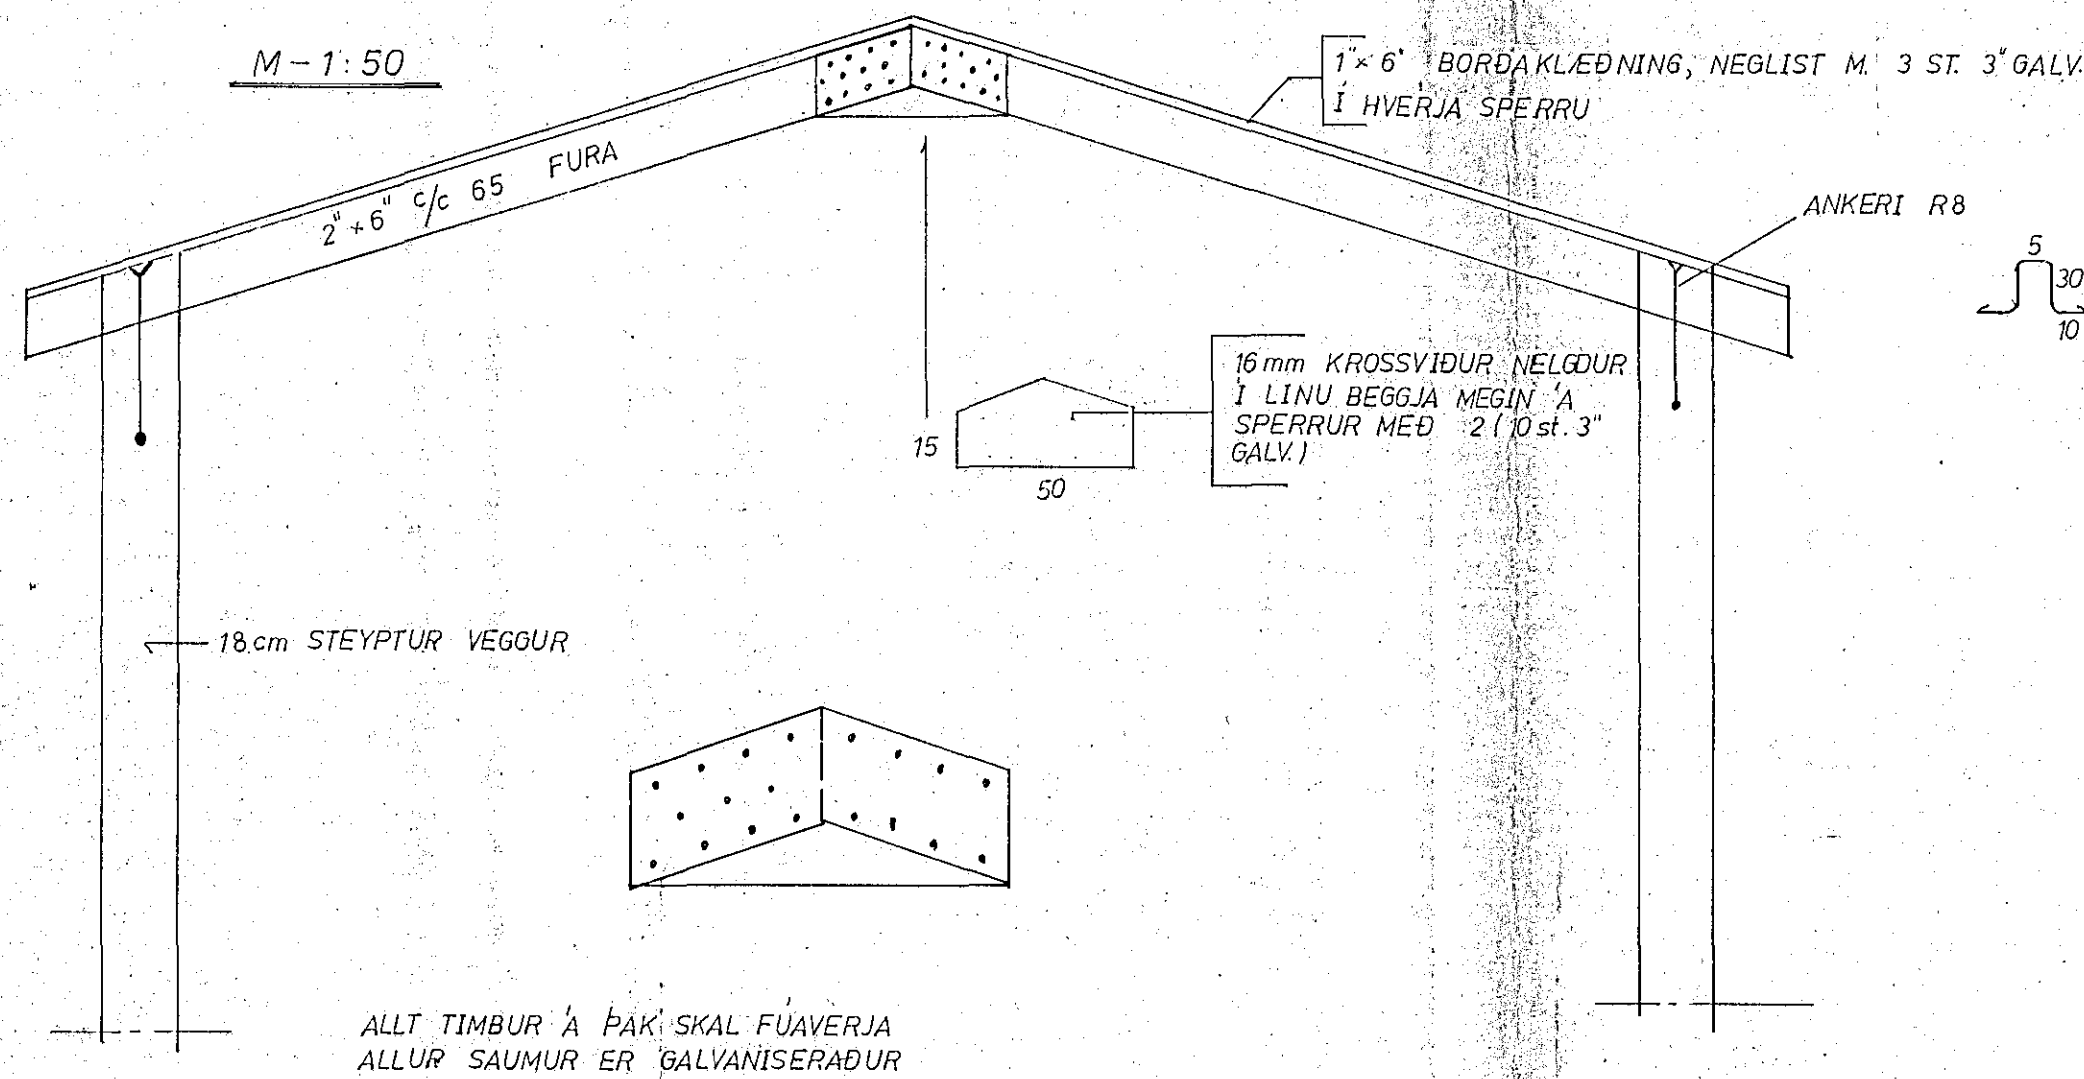 M-1:50
1"×6" BORÐAKLÆÐNING, NEGLIST M. 3 ST. 3" GALV.
Í HVERJA SPERRU
2"+6" c/c 65 FURA
ANKERI R8
5
30
10
16 mm KROSSVIÐUR NELGDUR
Í LINU BEGGJA MEGIN Á
SPERRUR MEÐ 2(10 st. 3"
GALV.)
15
50
18 cm STEYPTUR VEGGUR
ALLT TIMBUR Á ÞAK SKAL FÚAVERJA
ALLUR SAUMUR ER GALVANISERAÐUR